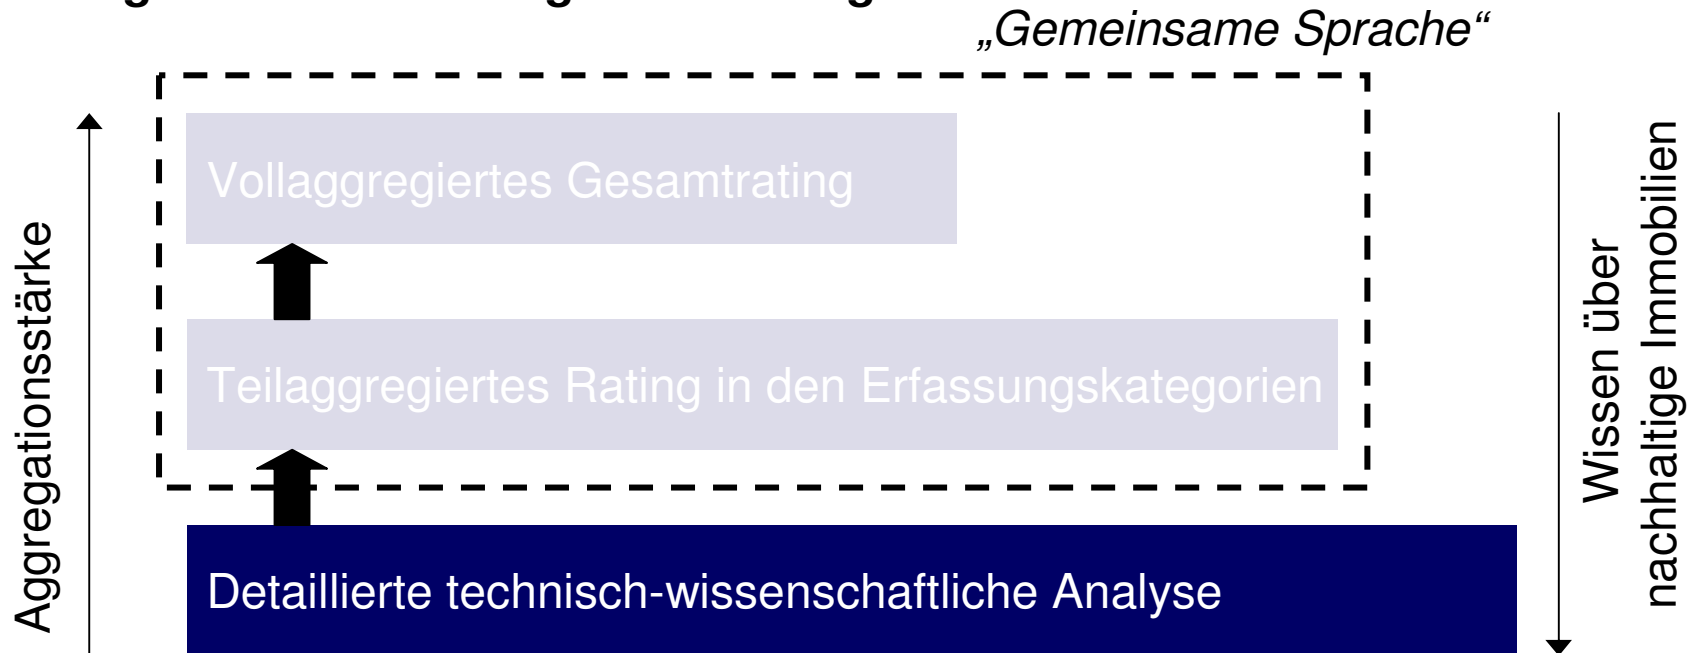 „Gemeinsame Sprache“
Aggregationsstärke
Vollaggregiertes Gesamtrating
Teilaggregiertes Rating in den Erfassungskategorien
Detaillierte technisch-wissenschaftliche Analyse
Wissen über
nachhaltige Immobilien